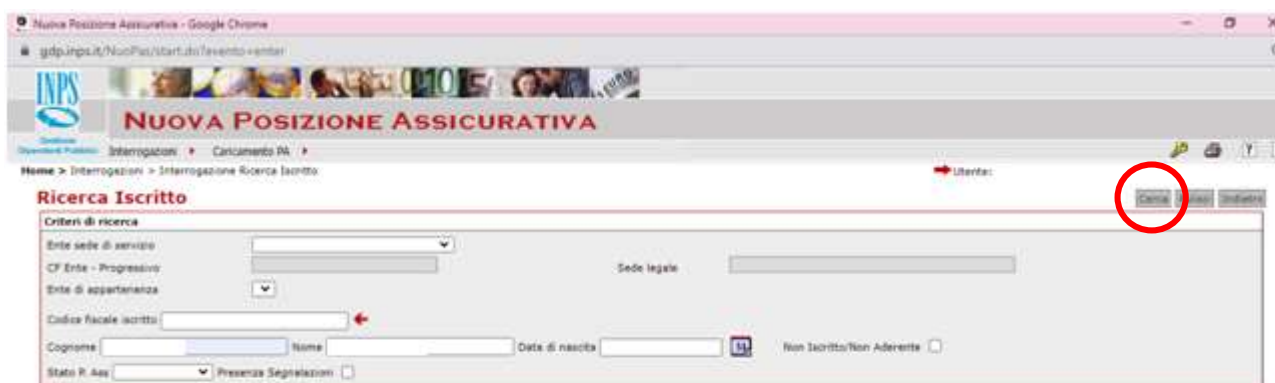 Nuova Posizione Assicurativa - Google Chrome
gdp.inps.it/NuoPas/start.do?evento=enter
INPS
NUOVA POSIZIONE ASSICURATIVA
Gestione
Dipendenti Pubblici
Interrogazioni Caricamento PA
Home > Interrogazioni > Interrogazione Ricerca Iscritto Utente:
Ricerca Iscritto Cerca Indietro
Criteri di ricerca
Ente sede di servizio
CF Ente - Progressivo Sede legale
Ente di appartenenza
Codice fiscale iscritto
Cognome Nome Data di nascita Non Iscritto/Non Aderente
Stato P. Ass Presenza Segnalazioni